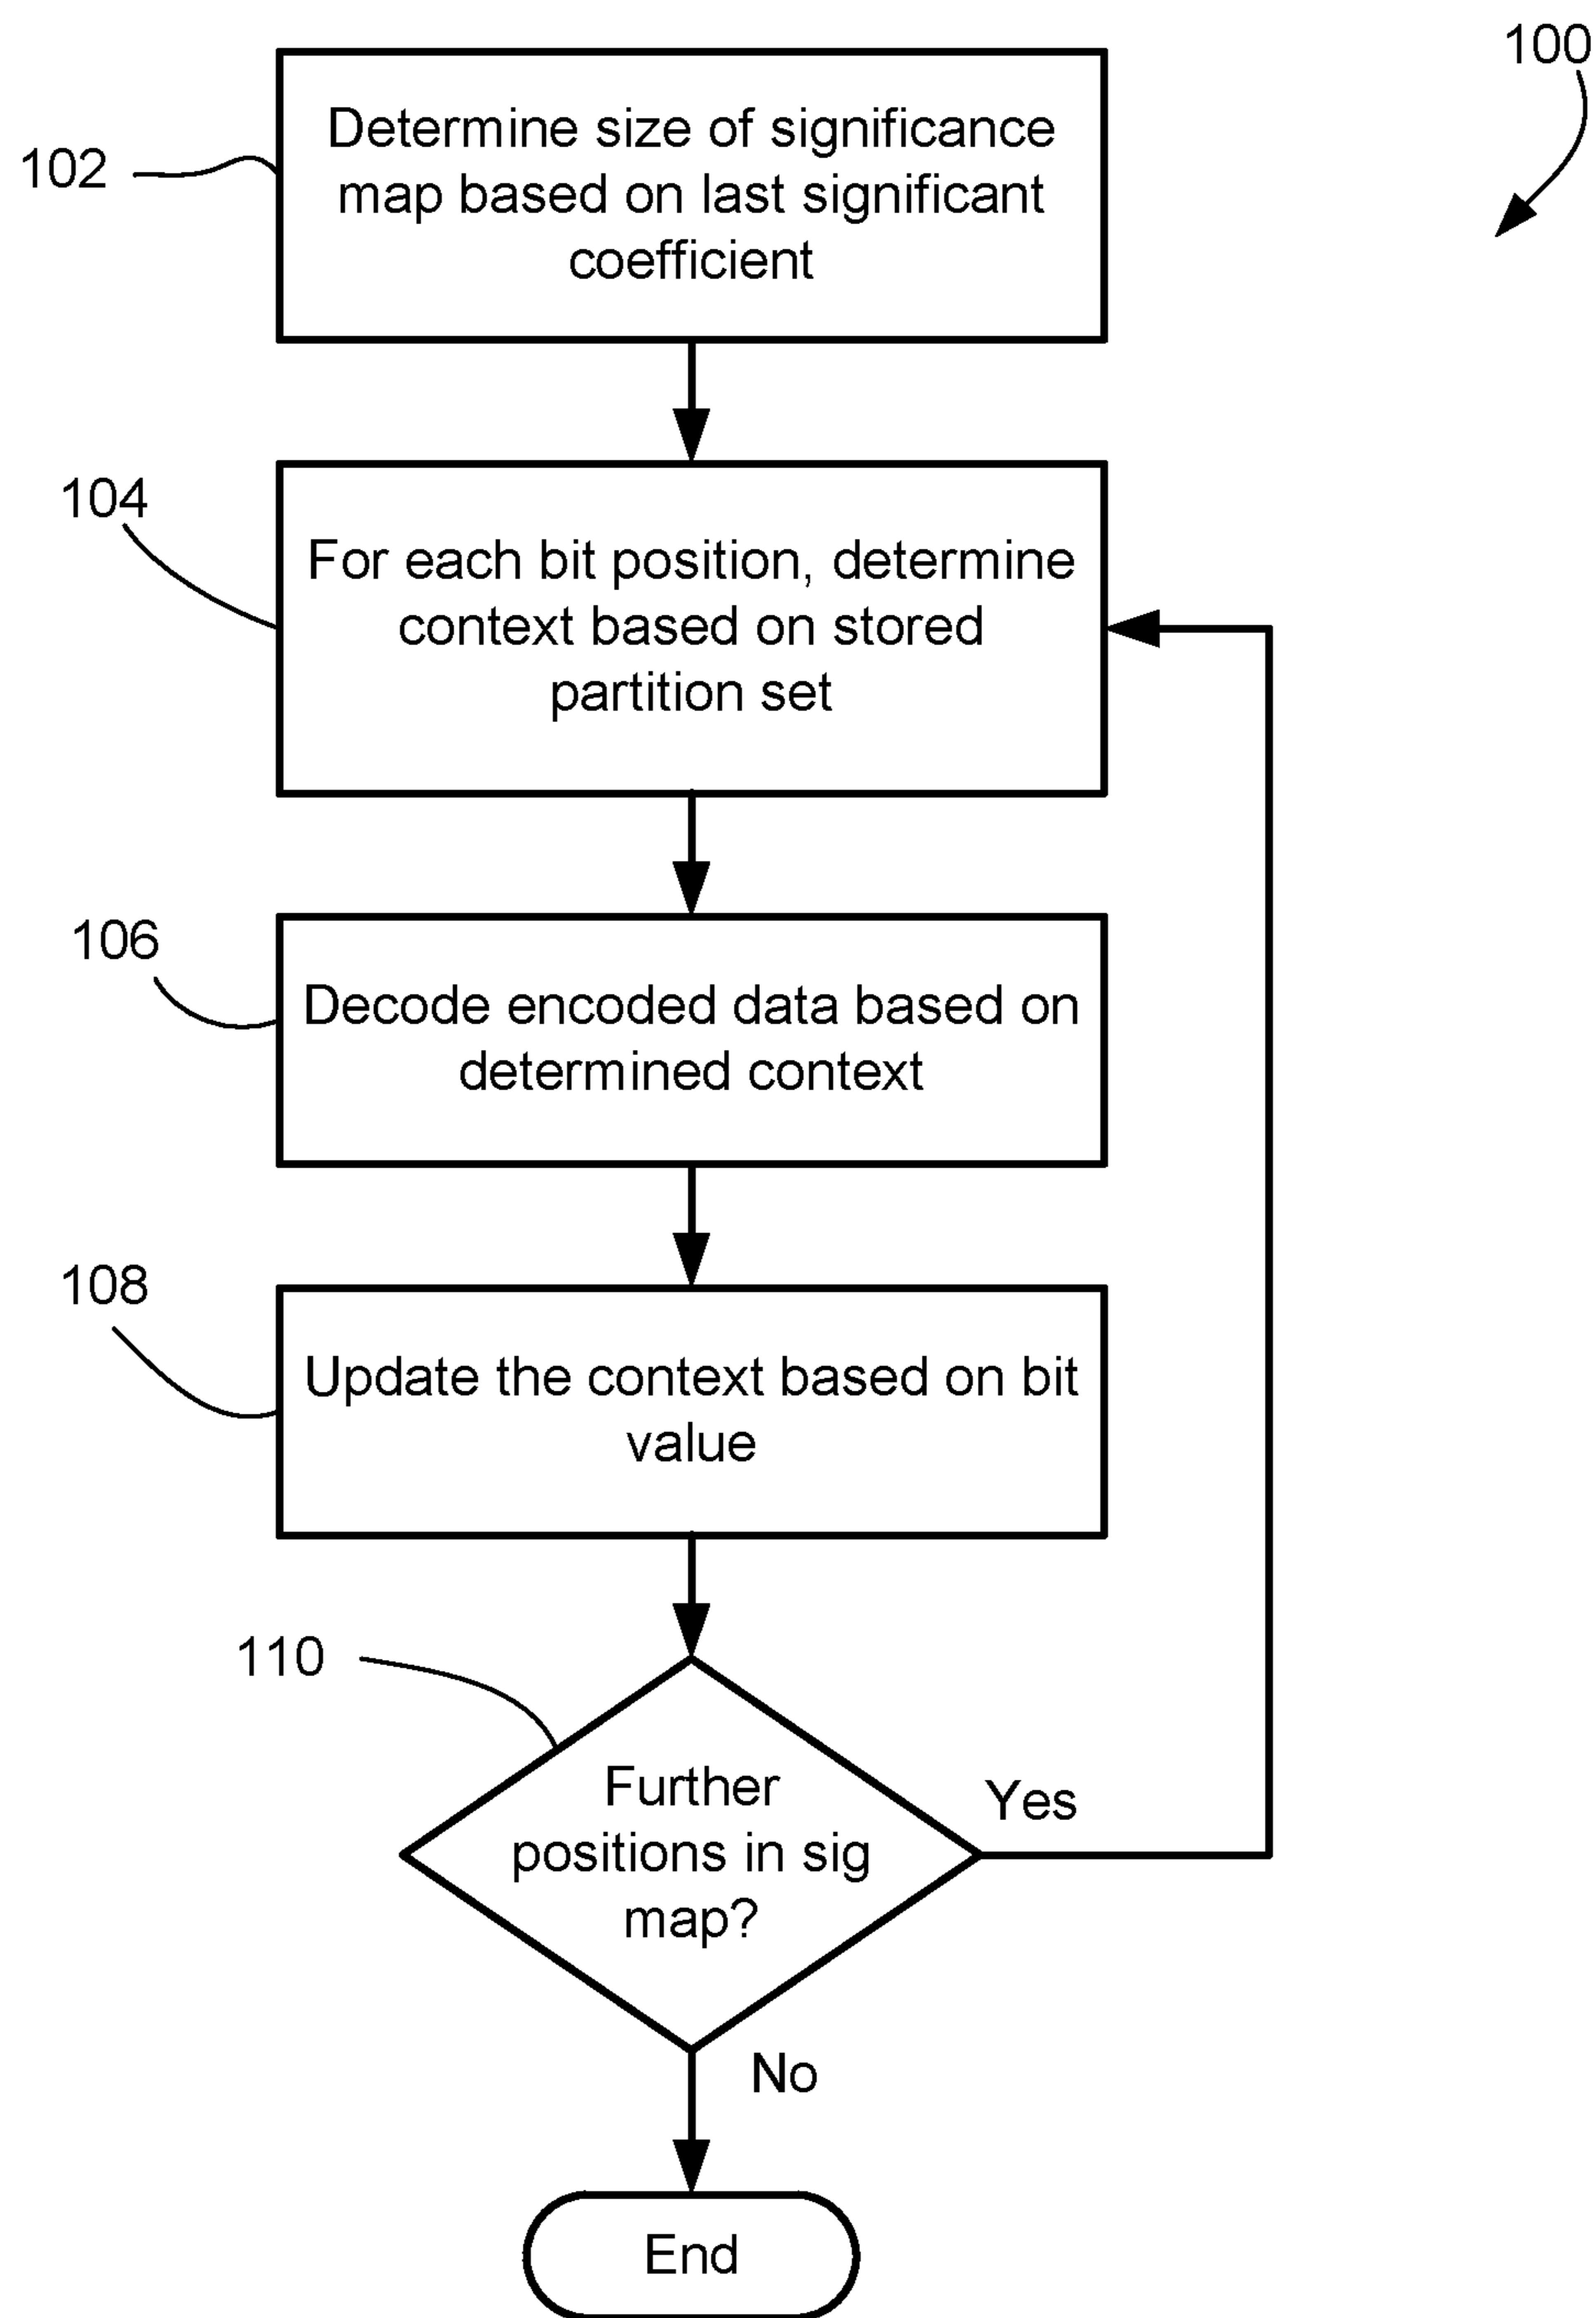 100
102
Determine size of significance
map based on last significant
coefficient
104
For each bit position, determine
context based on stored
partition set
106
Decode encoded data based on
determined context
108
Update the context based on bit
value
110
Further
positions in sig
map?
Yes
No
End